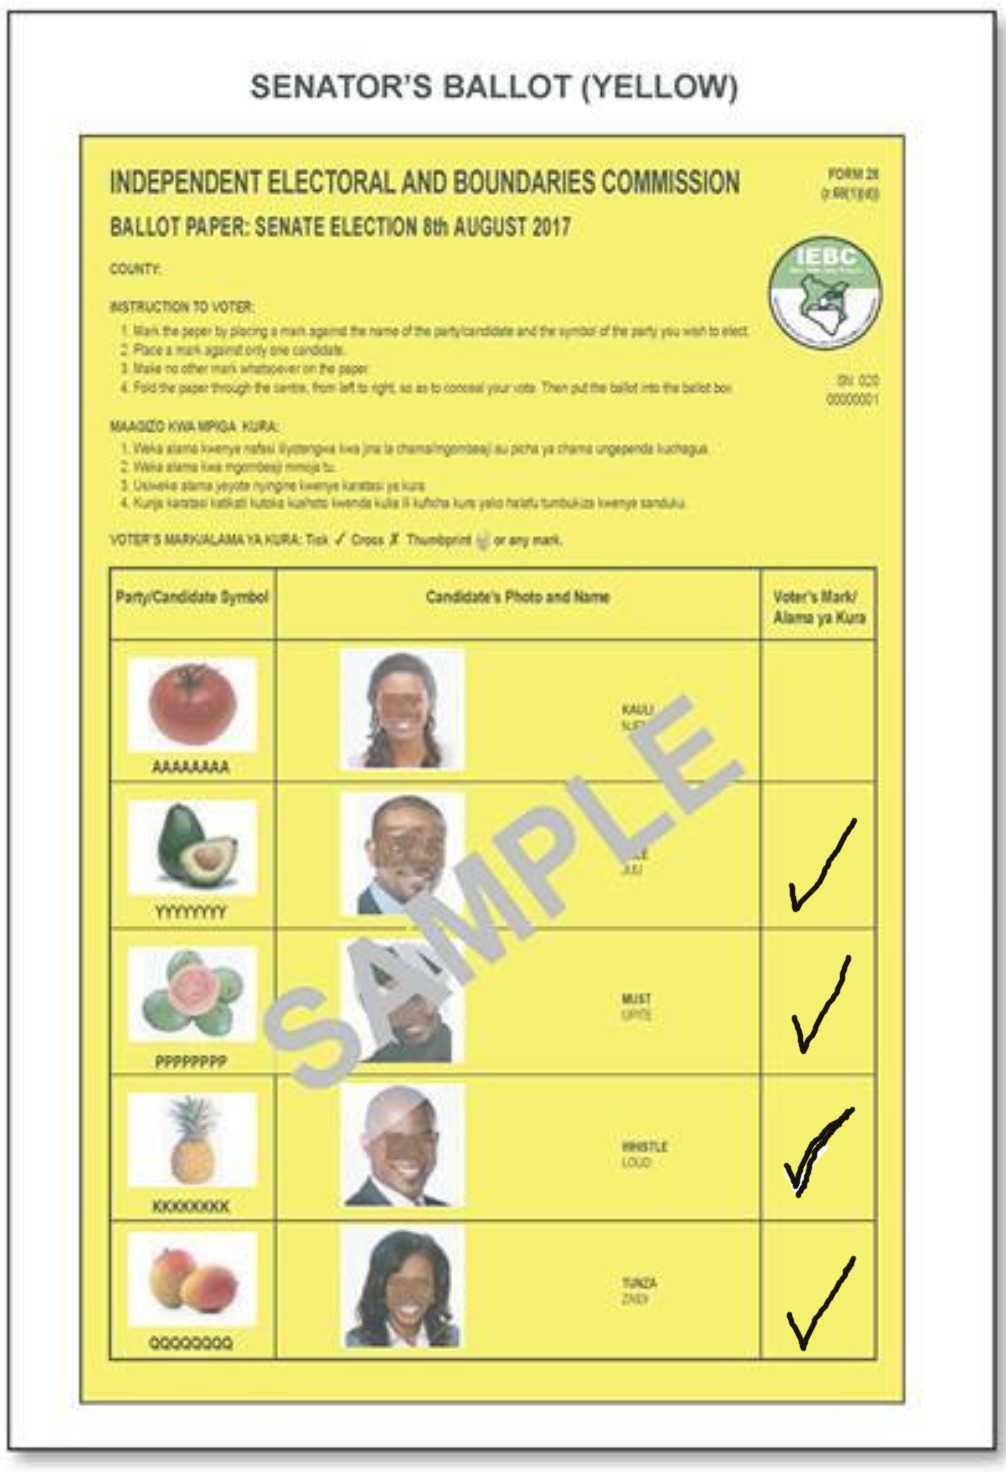 SENATOR'S BALLOT (YELLOW)
INDEPENDENT ELECTORAL AND BOUNDARIES COMMISSION
FORM 28
BALLOT PAPER: SENATE ELECTION 8th AUGUST 2017
COUNTY:
IEBC
INSTRUCTION TO VOTER:
1. Mark the paper by placing a mark against the name of the party/candidate and the symbol of the party you wish to elect.
2. Place a mark against only one candidate.
3. Make no other mark whatsoever on the paper.
4. Fold the paper through the centre, from left to right, so as to conceal your vote. Then put the ballot into the ballot box
SN. 020
00000001
MAAGIZO KWA MPIGA KURA:
1. Weka alama kwenye nafasi iliyotengwa kwa jina la chama/mgombeaji au picha ya chama ungependa kuchagua.
2. Weka alama kwa mgombeaji mmoja tu.
3. Usiweke alama yeyote nyingine kwenye karatasi ya kura
4. Kunja karatasi katikati kutoka kushoto kwenda kulia ili kuficha kura yako halafu tumbukiza kwenye sanduku.
VOTER'S MARK/ALAMA YA KURA: Tick ✓ Cross ✗ Thumbprint or any mark.
Party/Candidate Symbol
Candidate's Photo and Name
Voter's Mark/
Alama ya Kura
KAULI
AAAAAAAA
YYYYYYYY
MUST
UPITE
PPPPPPPP
WHISTLE
LOUD
KKKKKKKK
TUNZA
QQQQQQQQ
SAMPLE